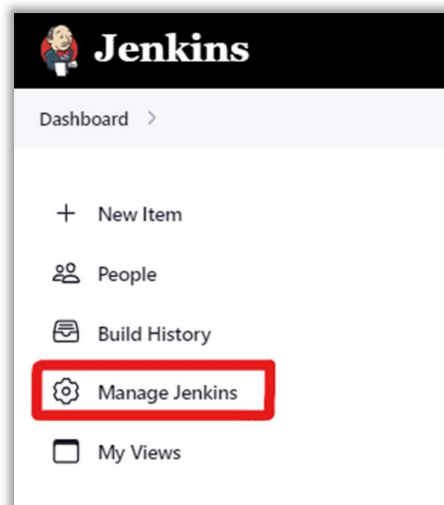 Jenkins
Dashboard >
New Item
People
Build History
Manage Jenkins
My Views